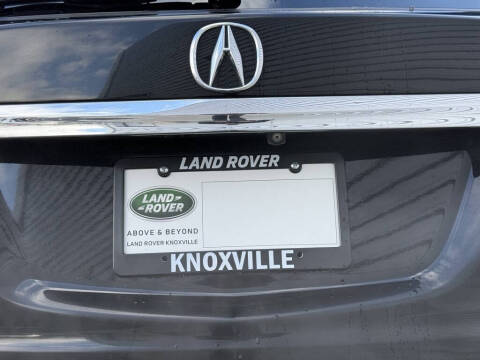 LAND ROVER
LAND
ROVER
ABOVE & BEYOND
LAND ROVER KNOXVILLE
KNOXVILLE